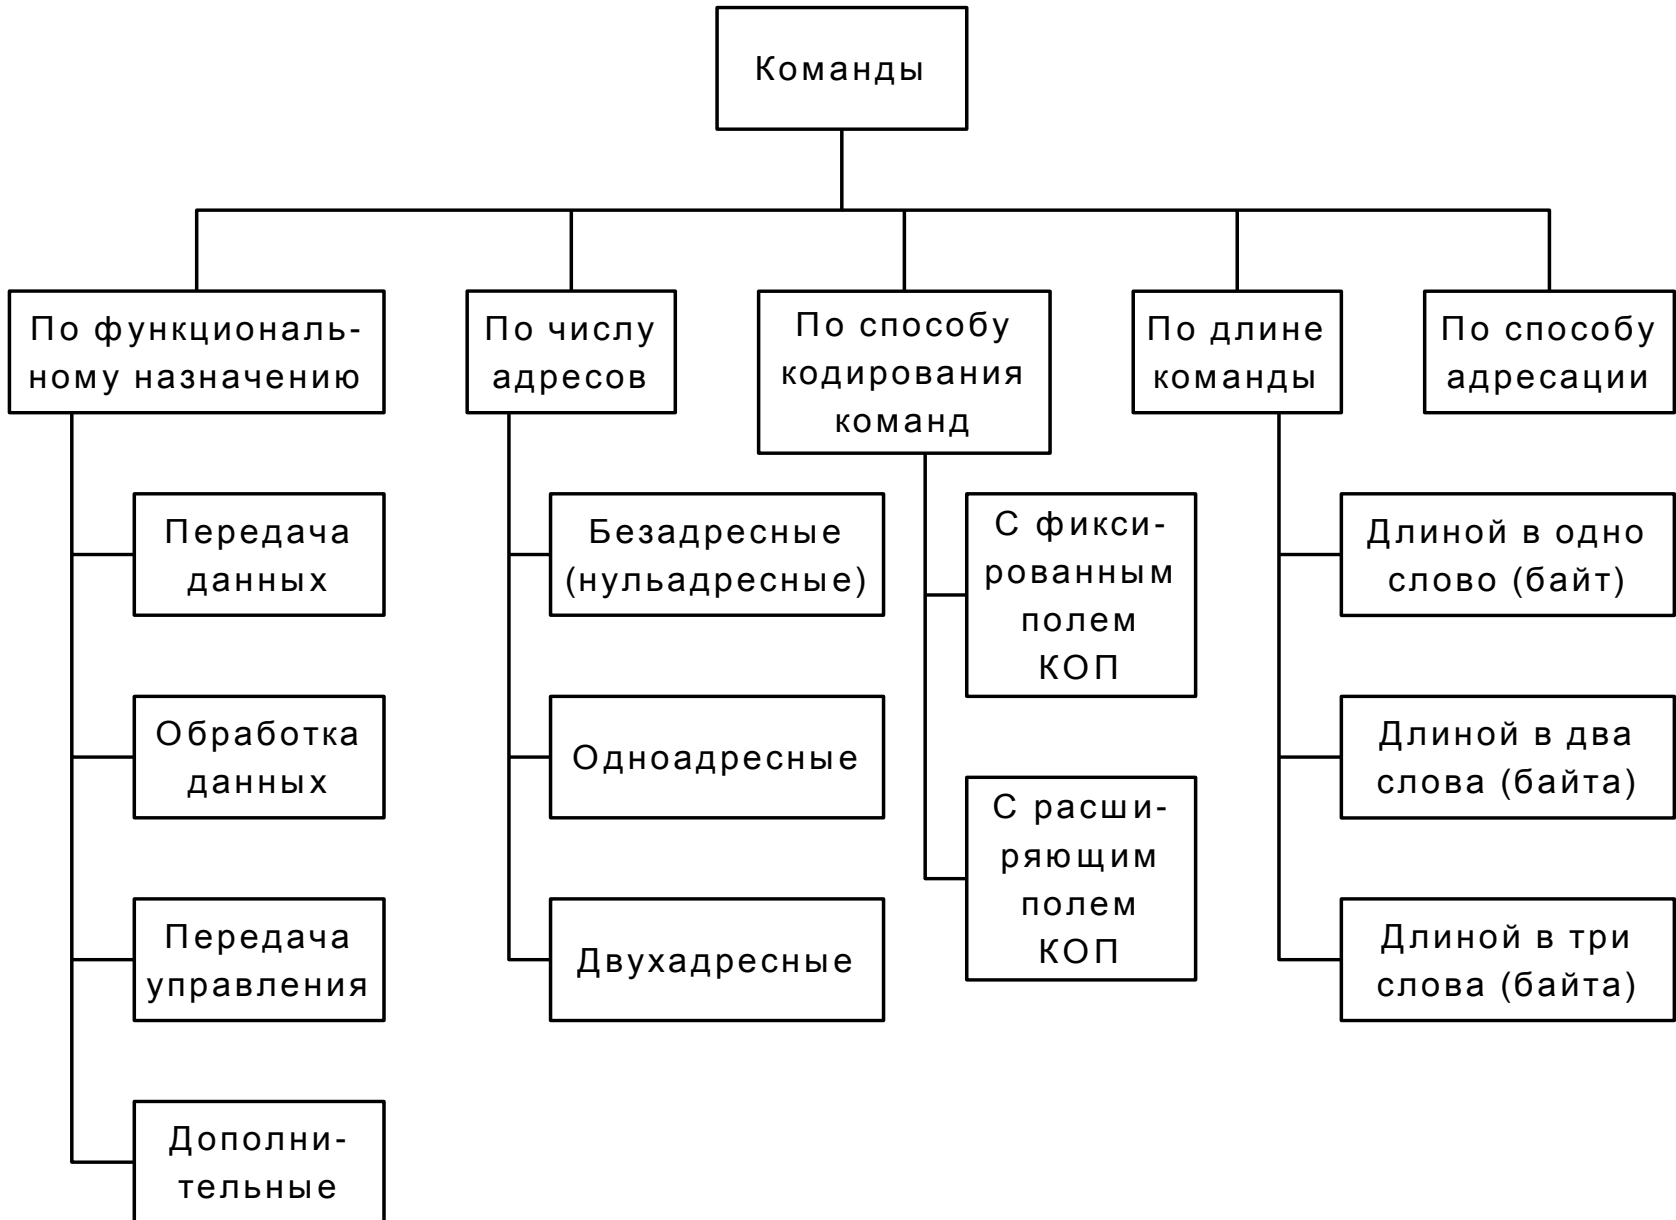 Команды
По функциональ-
ному назначению
Передача
данных
Обработка
данных
Передача
управления
Дополни-
тельные
По числу
адресов
Безадресные
(нульадресные)
Одноадресные
Двухадресные
По способу
кодирования
команд
С фикси-
рованным
полем
КОП
С расши-
ряющим
полем
КОП
По длине
команды
Длиной в одно
слово (байт)
Длиной в два
слова (байта)
Длиной в три
слова (байта)
По способу
адресации